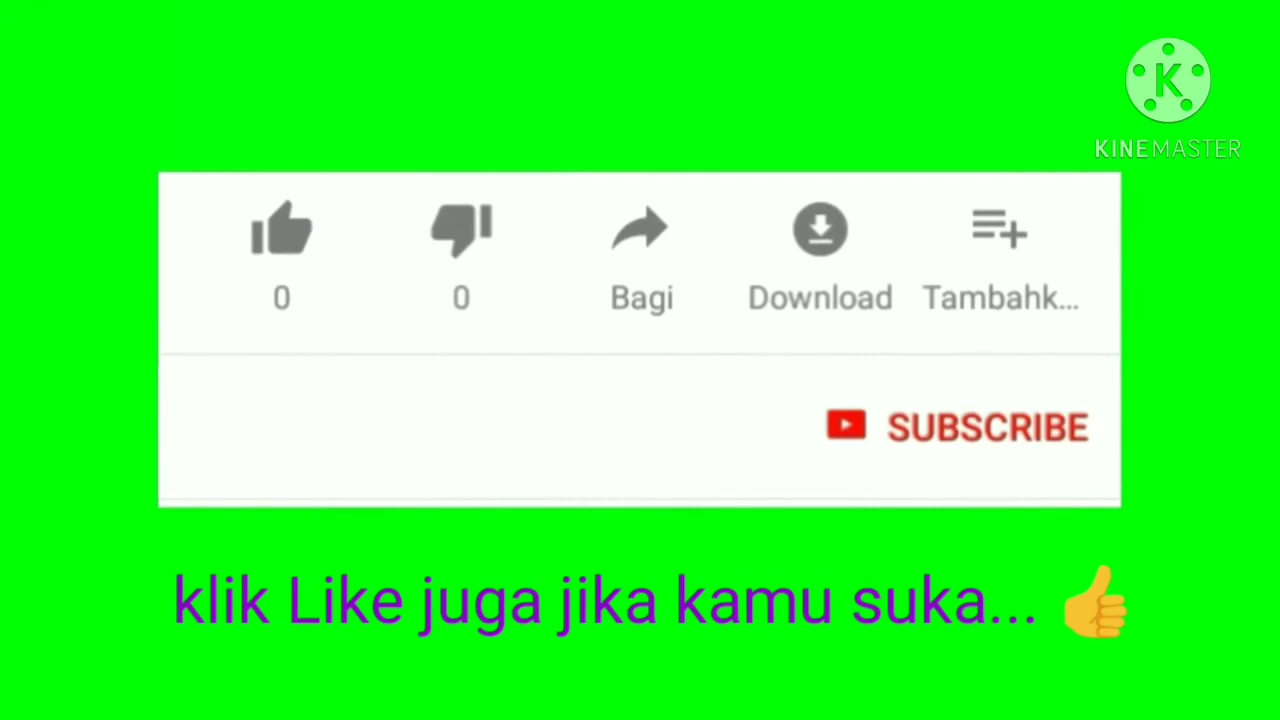 K
KINEMASTER
0 0 Bagi Download Tambahk...
SUBSCRIBE
klik Like juga jika kamu suka... 👍